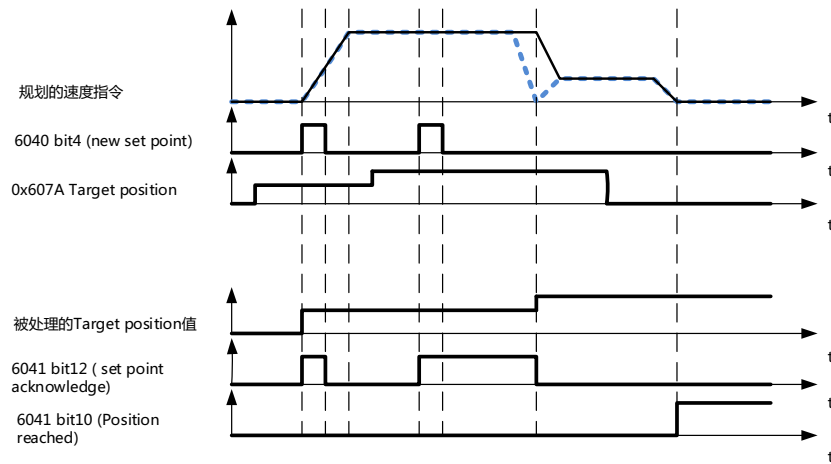 规划的速度指令
t
6040 bit4 (new set point)
t
0x607A Target position
t
被处理的Target position值
t
6041 bit12 ( set point
acknowledge)
t
6041 bit10 (Position
reached)
t